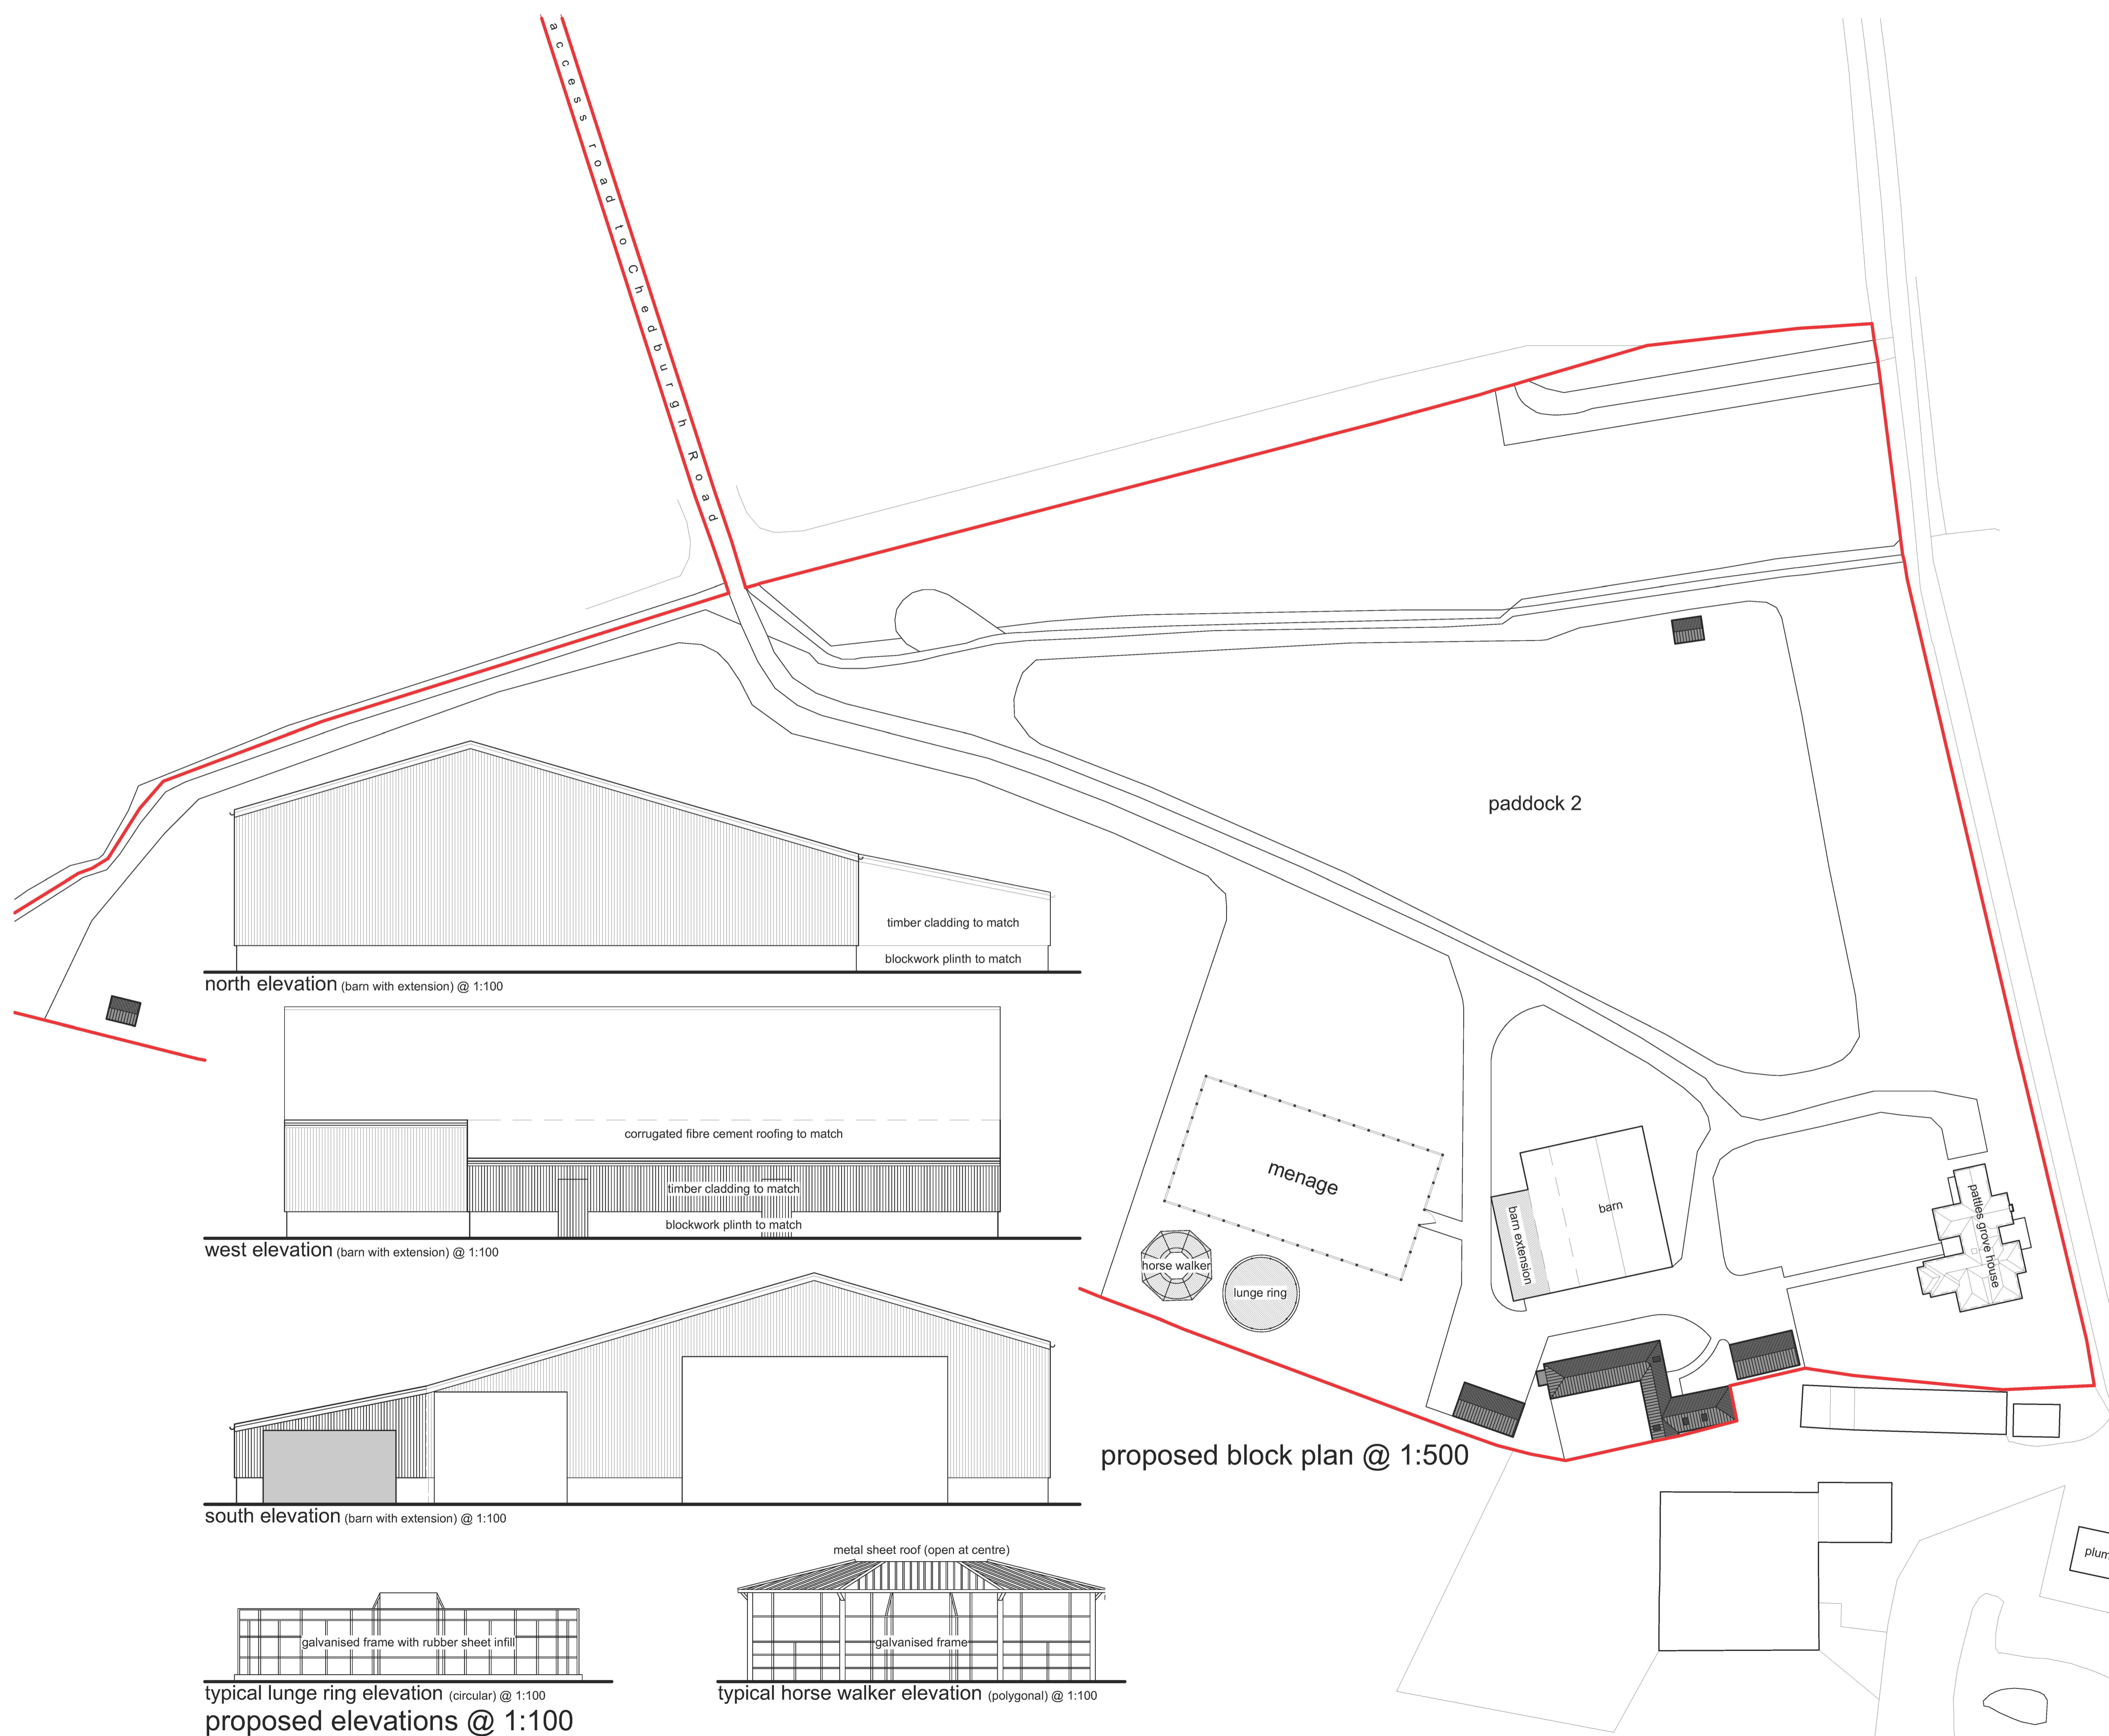 access road to Chedburgh Road
paddock 2
timber cladding to match
blockwork plinth to match
north elevation (barn with extension) @ 1:100
corrugated fibre cement roofing to match
timber cladding to match
blockwork plinth to match
west elevation (barn with extension) @ 1:100
menage
horse walker
lunge ring
barn extension
barn
pattles grove house
proposed block plan @ 1:500
south elevation (barn with extension) @ 1:100
metal sheet roof (open at centre)
galvanised frame with rubber sheet infill
galvanised frame
plum
typical lunge ring elevation (circular) @ 1:100
typical horse walker elevation (polygonal) @ 1:100
proposed elevations @ 1:100